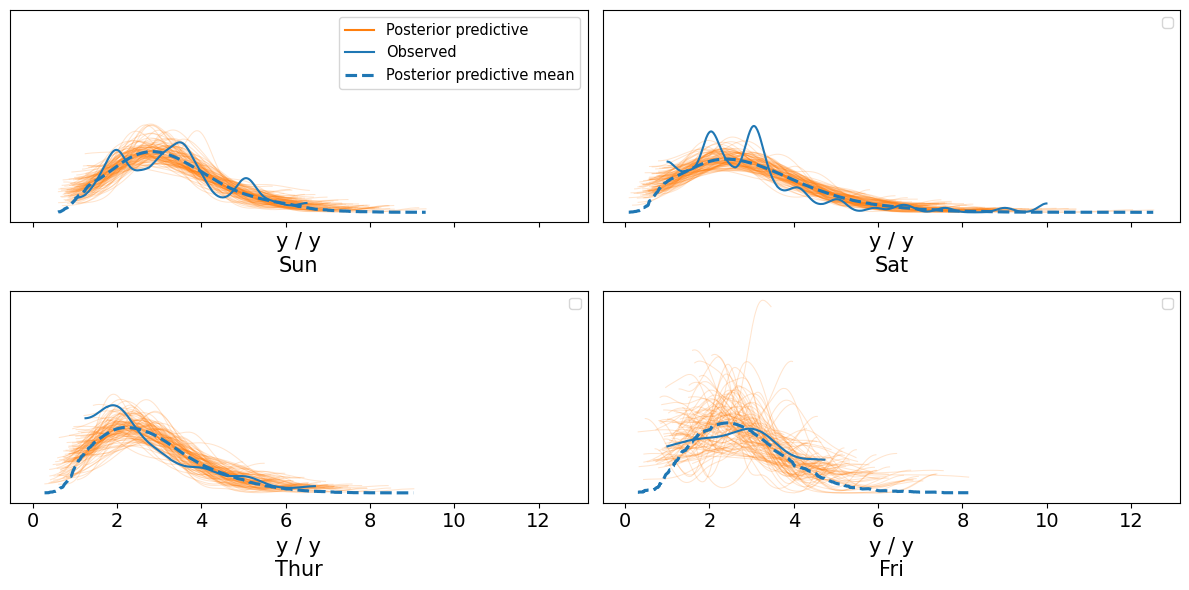 Posterior predictive
Observed
Posterior predictive mean
y / y
Sun
y / y
Sat
0 2 4 6 8 10 12
y / y
Thur
0 2 4 6 8 10 12
y / y
Fri